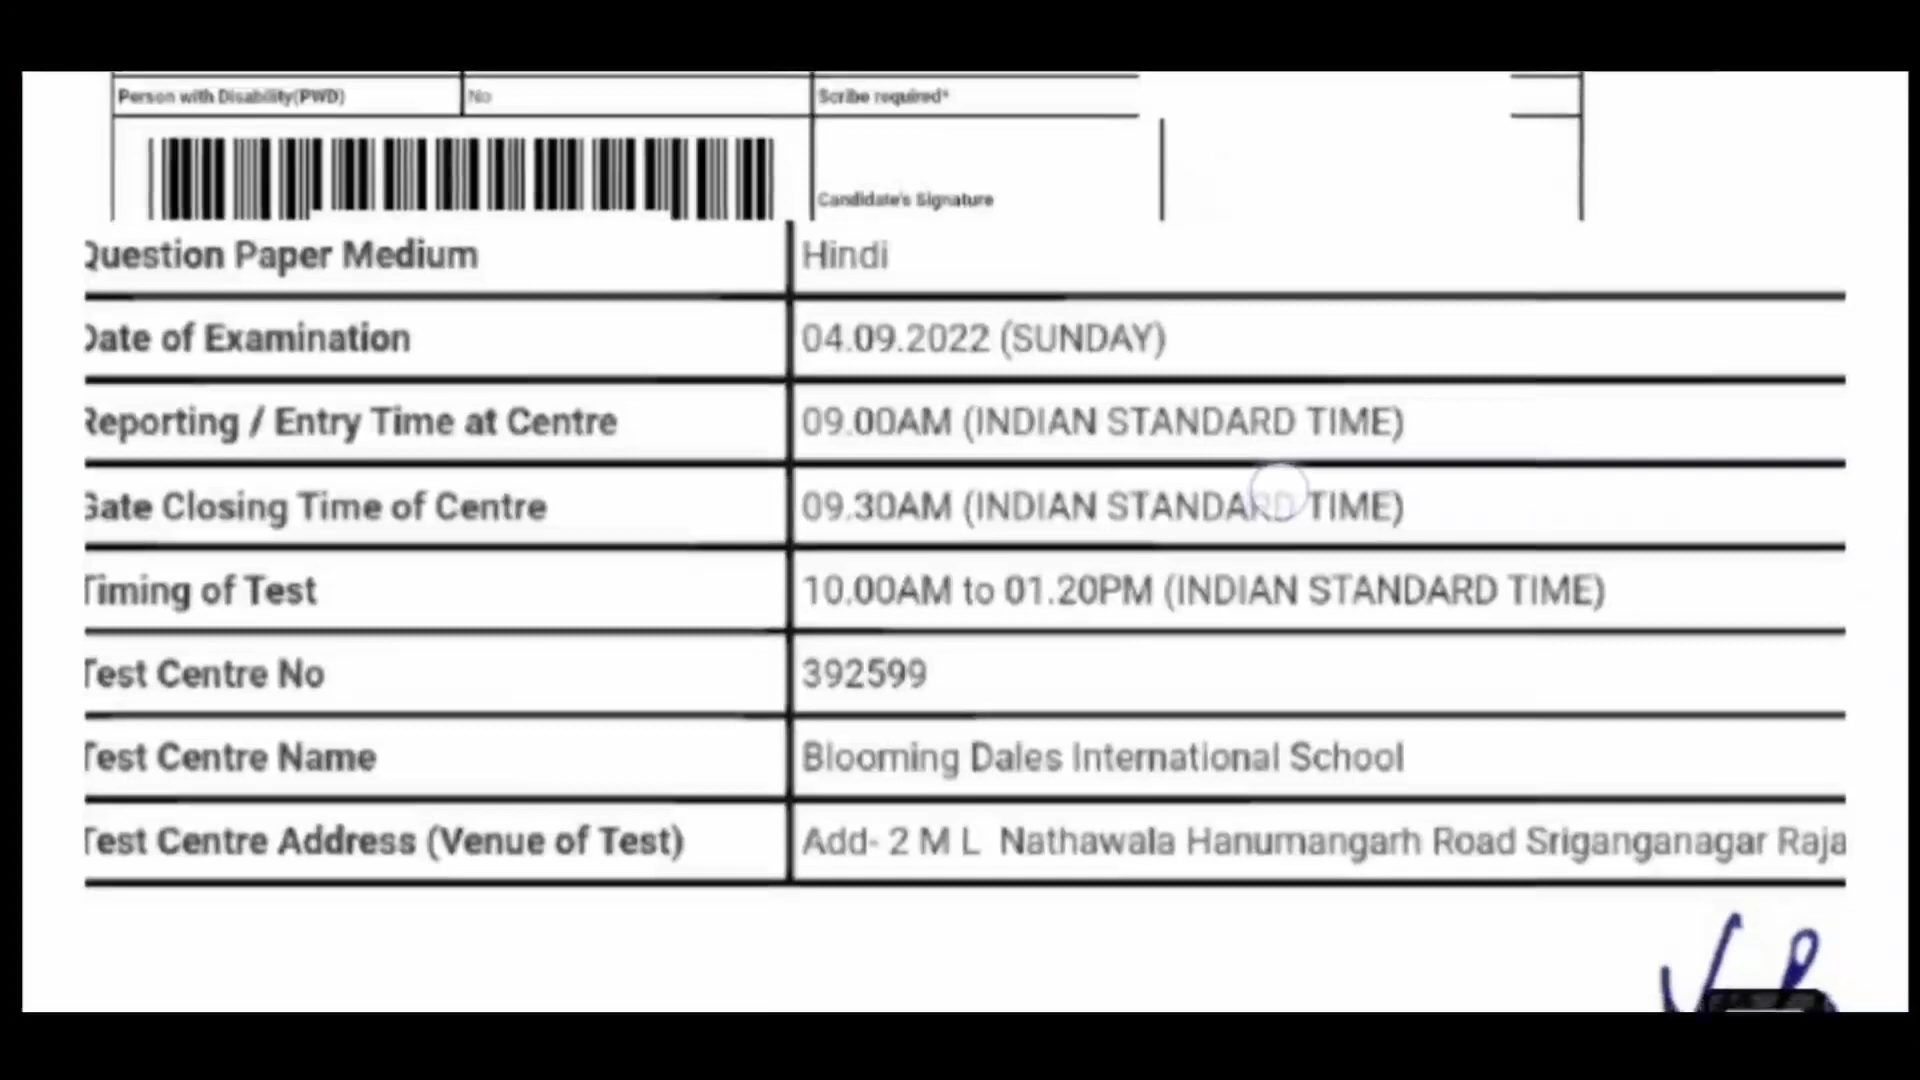 Person with Disability(PWD) No Scribe required*
Candidate's Signature
Question Paper Medium Hindi
Date of Examination 04.09.2022 (SUNDAY)
Reporting / Entry Time at Centre 09.00AM (INDIAN STANDARD TIME)
Gate Closing Time of Centre 09.30AM (INDIAN STANDARD TIME)
Timing of Test 10.00AM to 01.20PM (INDIAN STANDARD TIME)
Test Centre No 392599
Test Centre Name Blooming Dales International School
Test Centre Address (Venue of Test) Add- 2 M L Nathawala Hanumangarh Road Sriganganagar Raja